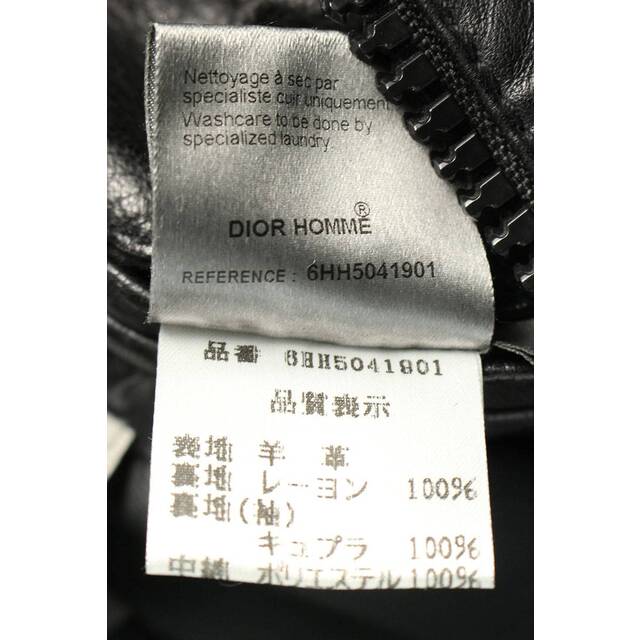 Nettoyage à sec par
specialiste cuir uniquement
Washcare to be done by
specialized laundry.
DIOR HOMME®
REFERENCE : 6HH5041901
品番 6HH5041901
品質表示
表地 羊 革
裏地 レーヨン 100%
裏地(袖)
キュプラ 100%
中綿 ポリエステル 100%